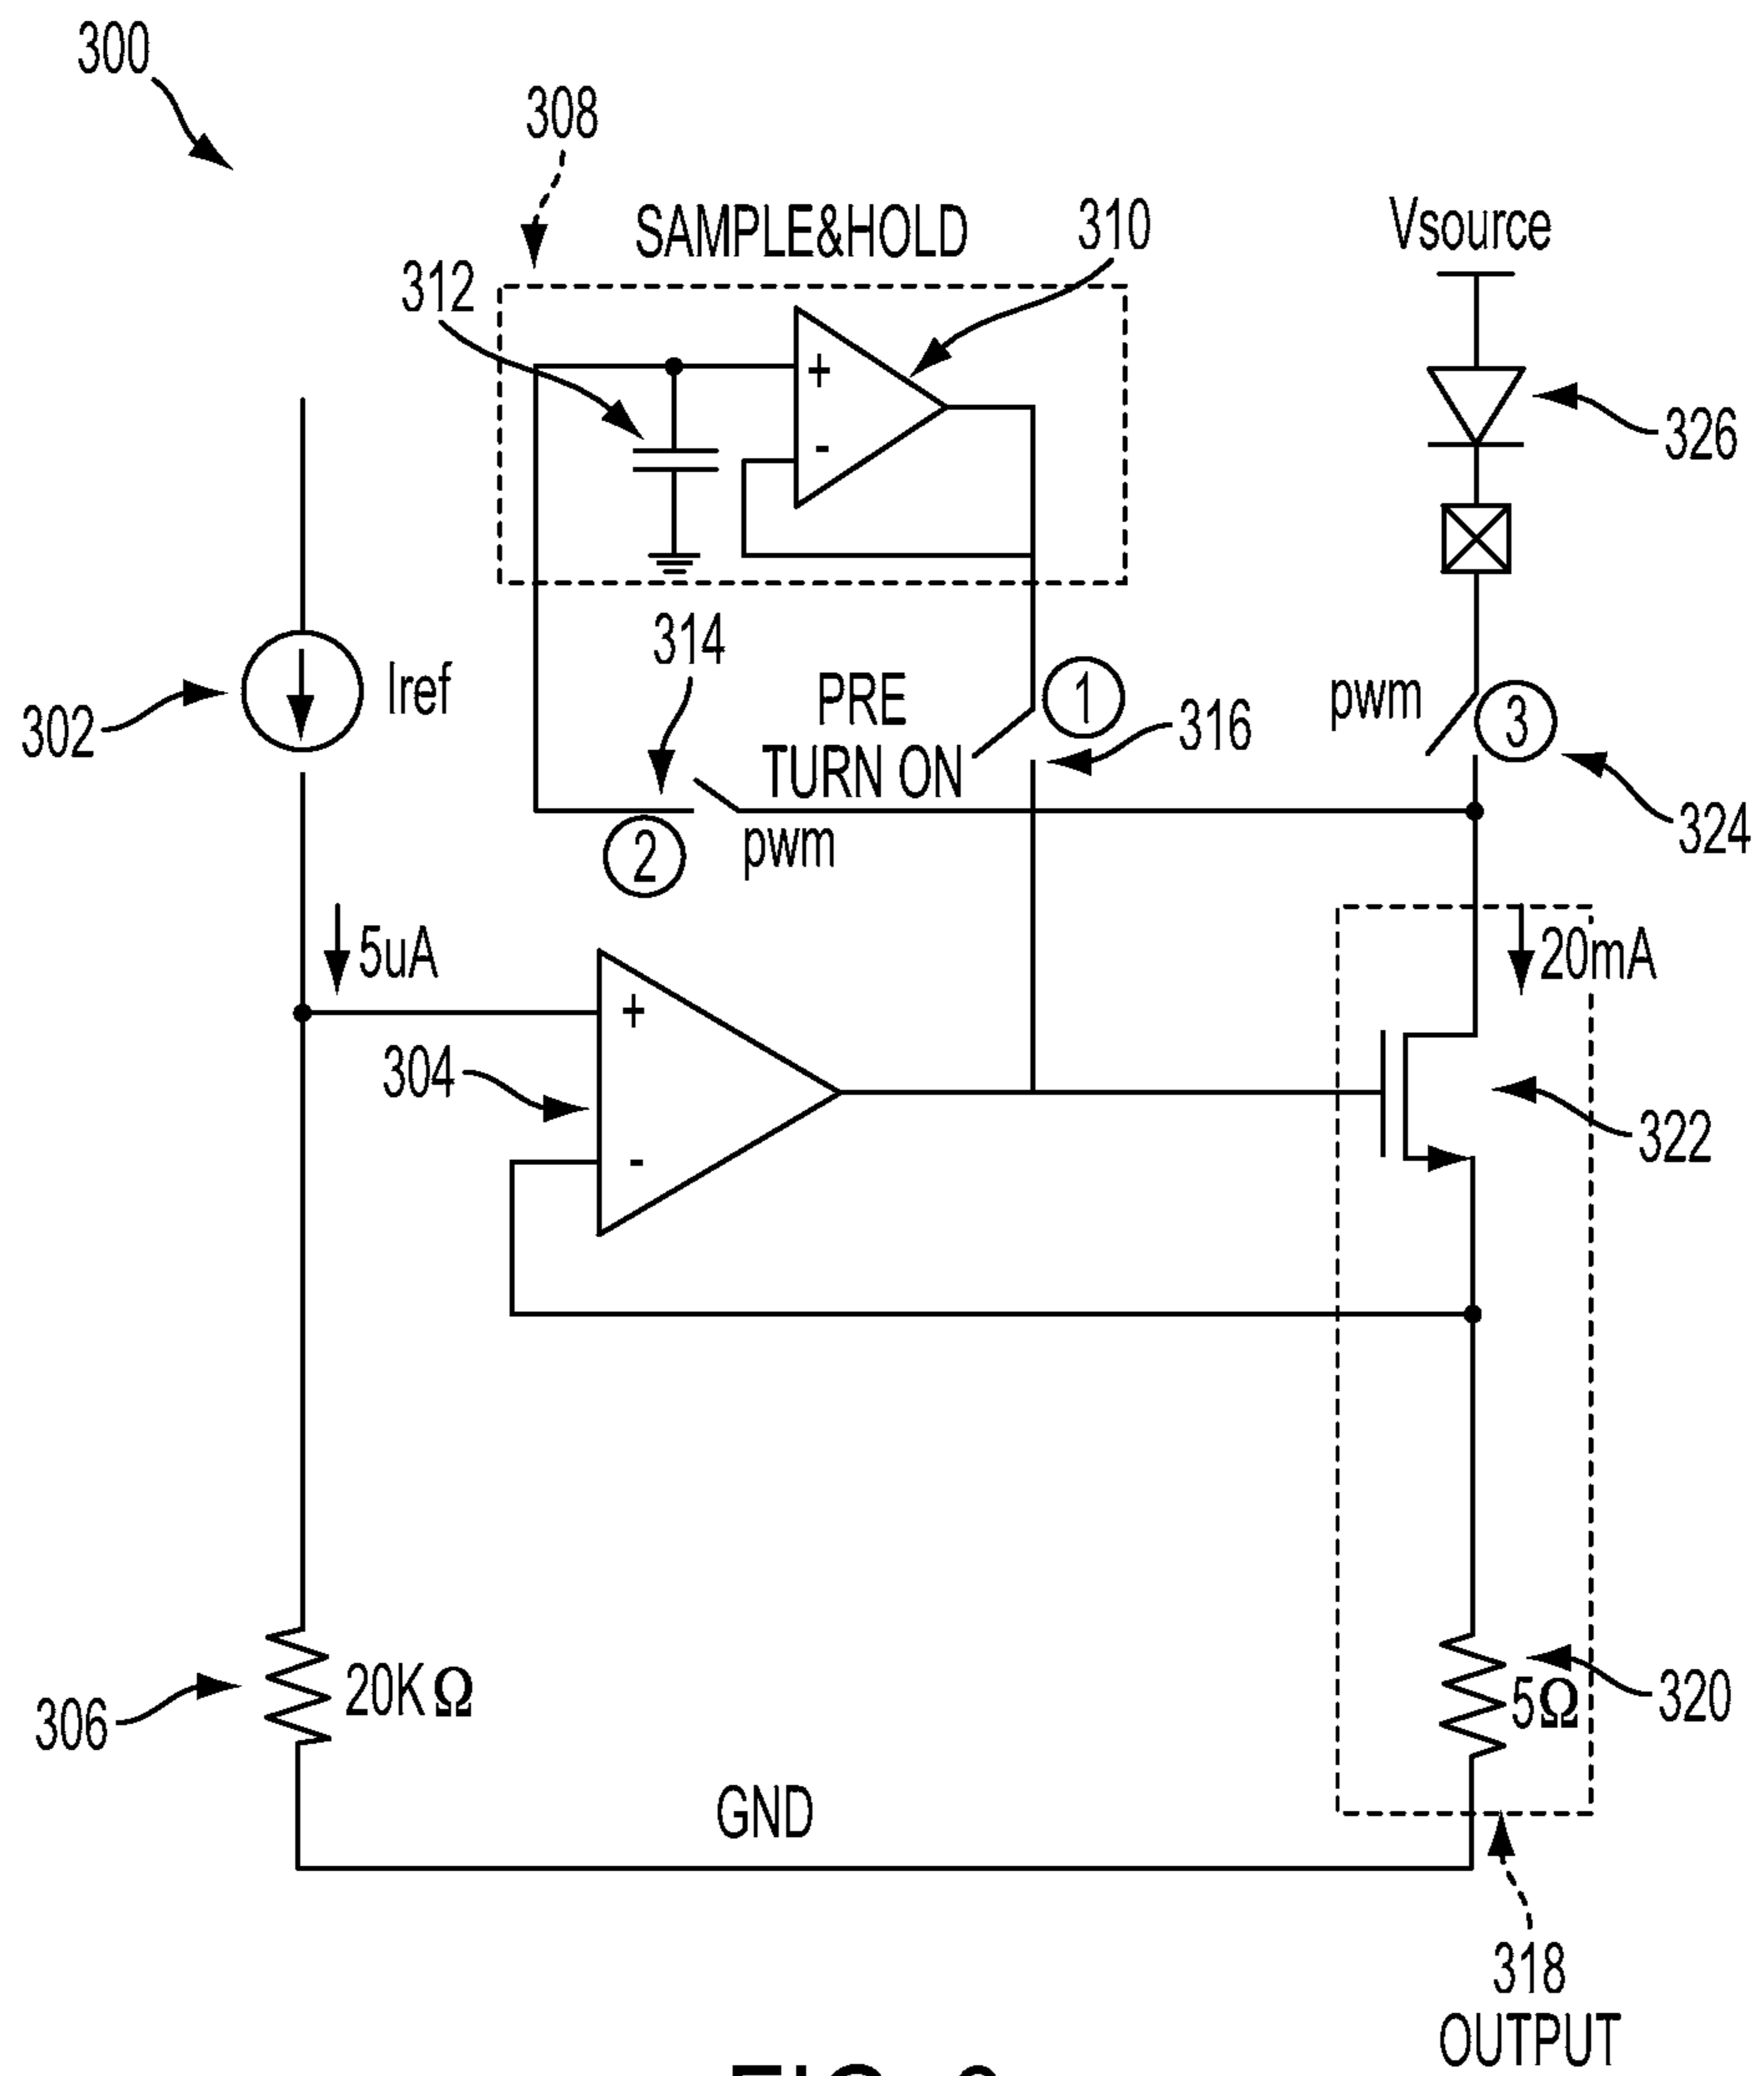 300
308
SAMPLE&HOLD
310
Vsource
312
326
302
Iref
314
PRE
TURN ON
1
316
pwm
3
324
2
pwm
5uA
20mA
+
-
304
+
-
322
306
20KΩ
5Ω
320
GND
318
OUTPUT